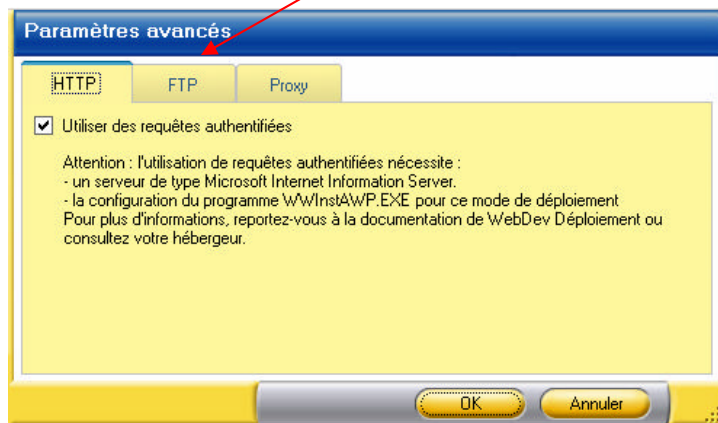 Paramètres avancés
HTTP FTP Proxy
Utiliser des requêtes authentifiées
Attention : l'utilisation de requêtes authentifiées nécessite :
- un serveur de type Microsoft Internet Information Server.
- la configuration du programme WWInstAWP.EXE pour ce mode de déploiement
Pour plus d'informations, reportez-vous à la documentation de WebDev Déploiement ou
consultez votre hébergeur.
OK Annuler